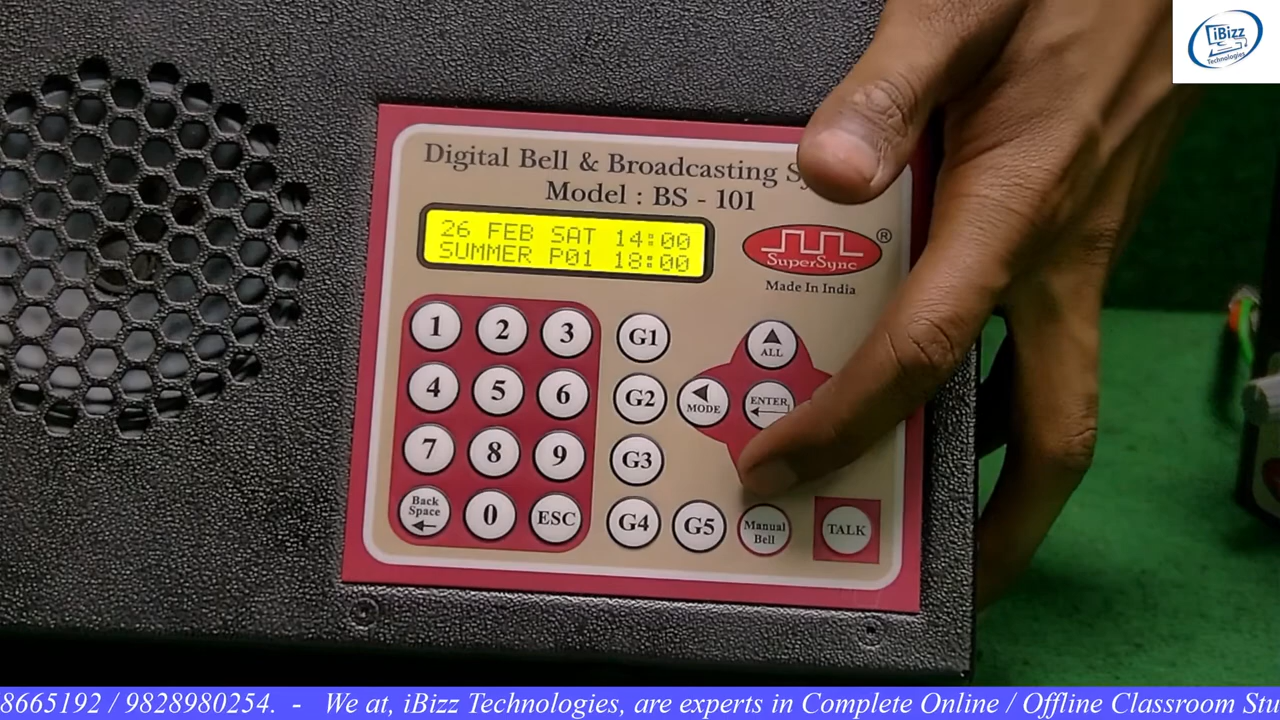 iBizz
Technologies
Digital Bell & Broadcasting
Model : BS - 101
26 FEB SAT 14:00
SUMMER P01 18:00
SuperSync
®
Made In India
1 2 3
4 5 6
7 8 9
Back Space 0 ESC
G1
G2
G3
G4 G5
ALL
MODE
ENTER
Manual Bell
TALK
8665192 / 9828980254. - We at, iBizz Technologies, are experts in Complete Online / Offline Classroom Stu